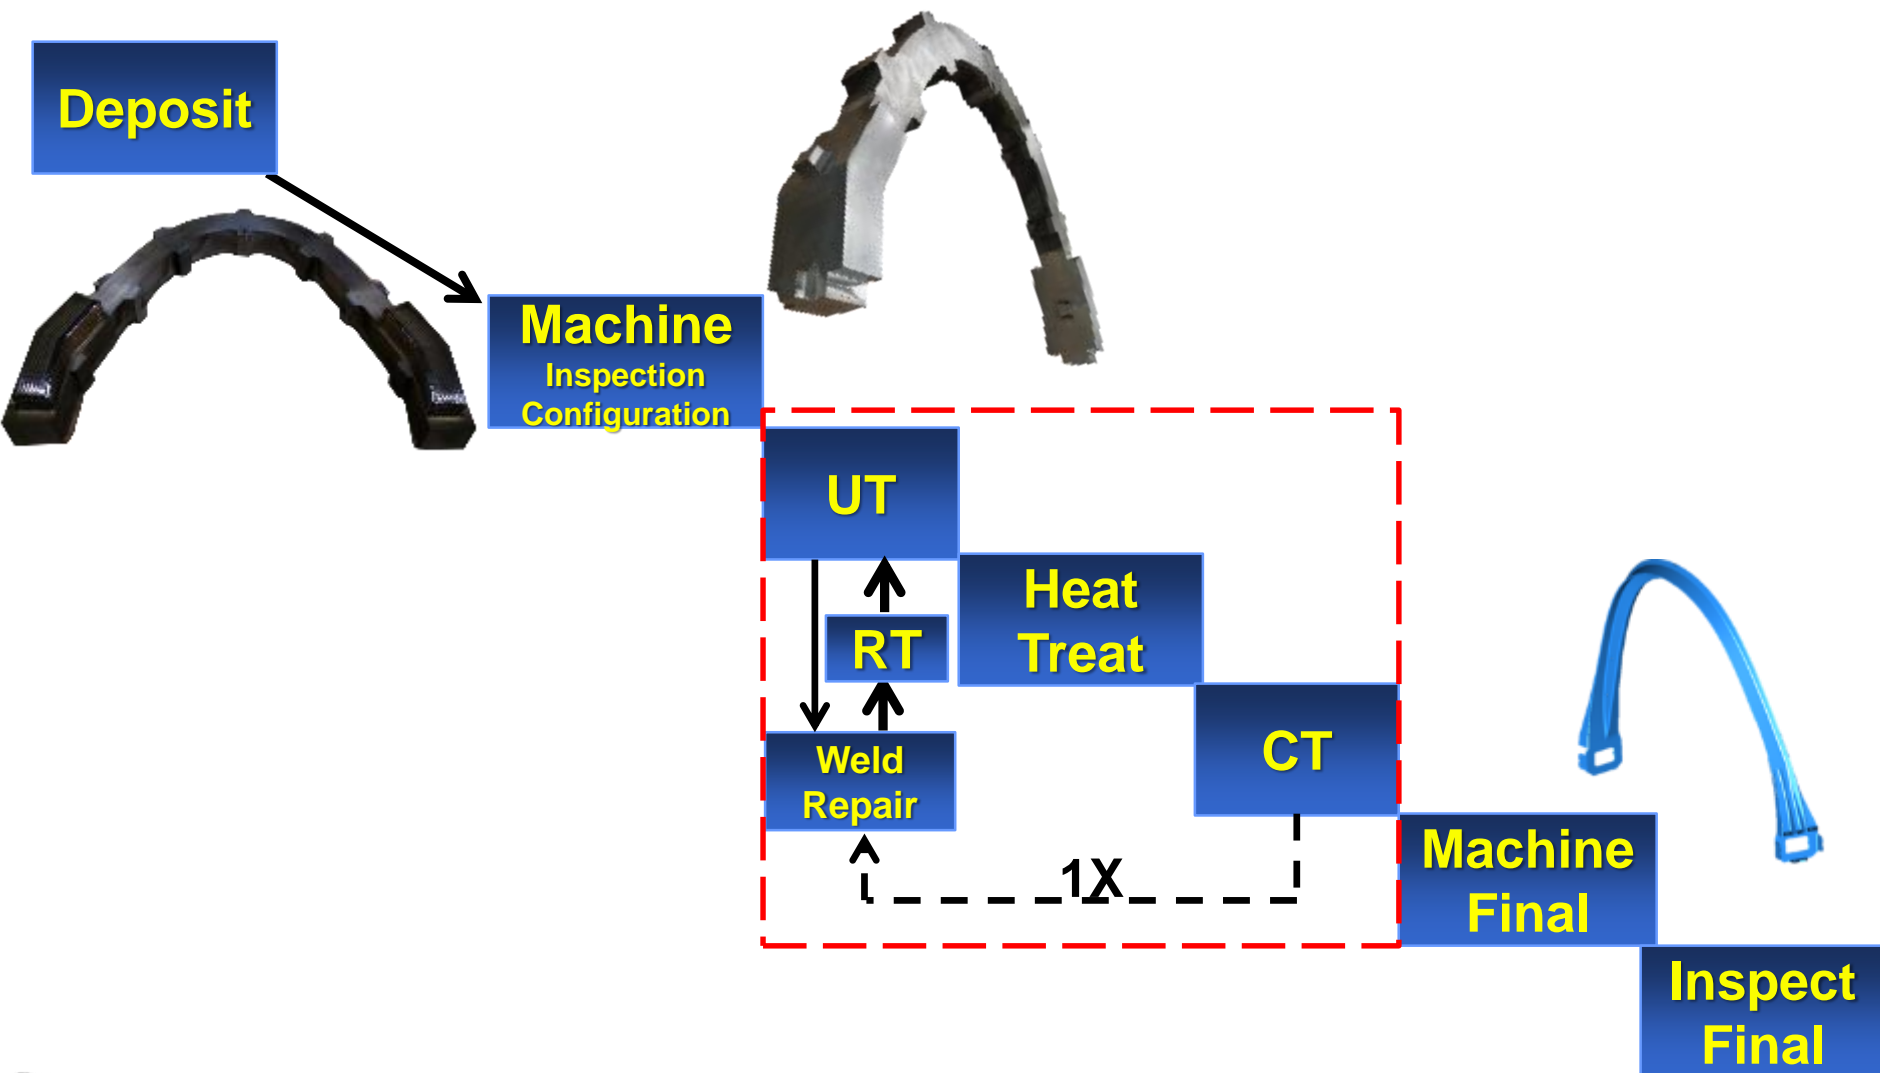 Deposit
Machine
Inspection
Configuration
UT
Heat
Treat
RT
Weld
Repair
CT
1X
Machine
Final
Inspect
Final